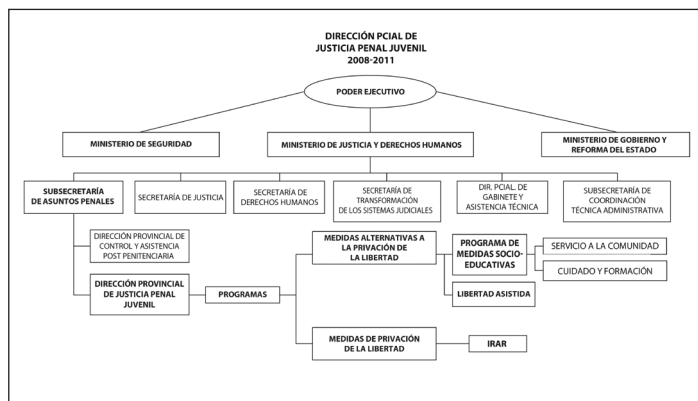 DIRECCIÓN PCIAL DE
JUSTICIA PENAL JUVENIL
2008-2011
PODER EJECUTIVO
MINISTERIO DE SEGURIDAD
MINISTERIO DE JUSTICIA Y DERECHOS HUMANOS
MINISTERIO DE GOBIERNO Y
REFORMA DEL ESTADO
SUBSECRETARÍA
DE ASUNTOS PENALES
SECRETARÍA DE JUSTICIA
SECRETARÍA DE
DERECHOS HUMANOS
SECRETARÍA DE
TRANSFORMACIÓN
DE LOS SISTEMAS JUDICIALES
DIR. PCIAL. DE
GABINETE Y
ASISTENCIA TÉCNICA
SUBSECRETARÍA DE
COORDINACIÓN
TÉCNICA ADMINISTRATIVA
DIRECCIÓN PROVINCIAL DE
CONTROL Y ASISTENCIA
POST PENITENCIARIA
DIRECCIÓN PROVINCIAL
DE JUSTICIA PENAL
JUVENIL
PROGRAMAS
MEDIDAS ALTERNATIVAS A
LA PRIVACIÓN DE
LA LIBERTAD
PROGRAMA DE
MEDIDAS SOCIO-
EDUCATIVAS
SERVICIO A LA COMUNIDAD
CUIDADO Y FORMACIÓN
LIBERTAD ASISTIDA
MEDIDAS DE PRIVACIÓN
DE LA LIBERTAD
IRAR